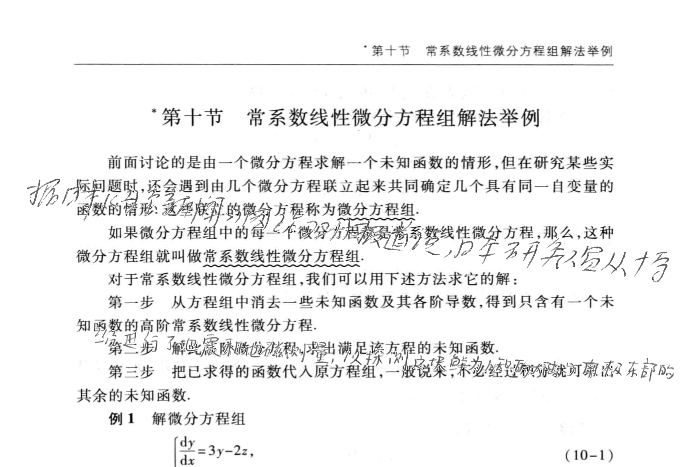 *第十节 常系数线性微分方程组解法举例
*第十节 常系数线性微分方程组解法举例
前面讨论的是由一个微分方程求解一个未知函数的情形,但在研究某些实
际问题时,还会遇到由几个微分方程联立起来共同确定几个具有同一自变量的
函数的情形.这些联立的微分方程称为微分方程组.
如果微分方程组中的每一个微分方程都是常系数线性微分方程,那么,这种
微分方程组就叫做常系数线性微分方程组.
对于常系数线性微分方程组,我们可以用下述方法求它的解:
第一步 从方程组中消去一些未知函数及其各阶导数,得到只含有一个未
知函数的高阶常系数线性微分方程.
第二步 解此高阶微分方程,求出满足该方程的未知函数.
第三步 把已求得的函数代入原方程组,一般说来,不必经过积分就可求出
其余的未知函数.
例1 解微分方程组
dy/dx=3y-2z, (10-1)